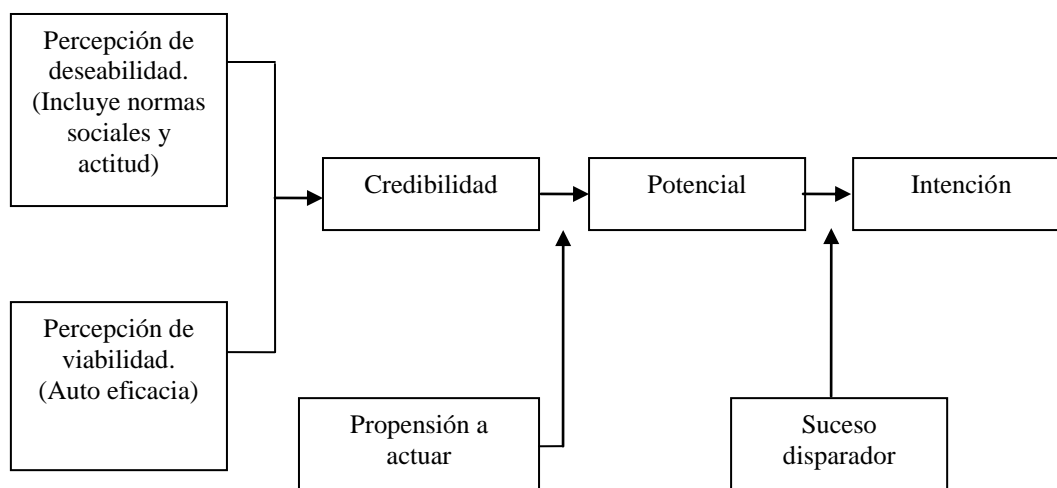 Percepción de
deseabilidad.
(Incluye normas
sociales y
actitud)
Credibilidad
Potencial
Intención
Percepción de
viabilidad.
(Auto eficacia)
Propensión a
actuar
Suceso
disparador